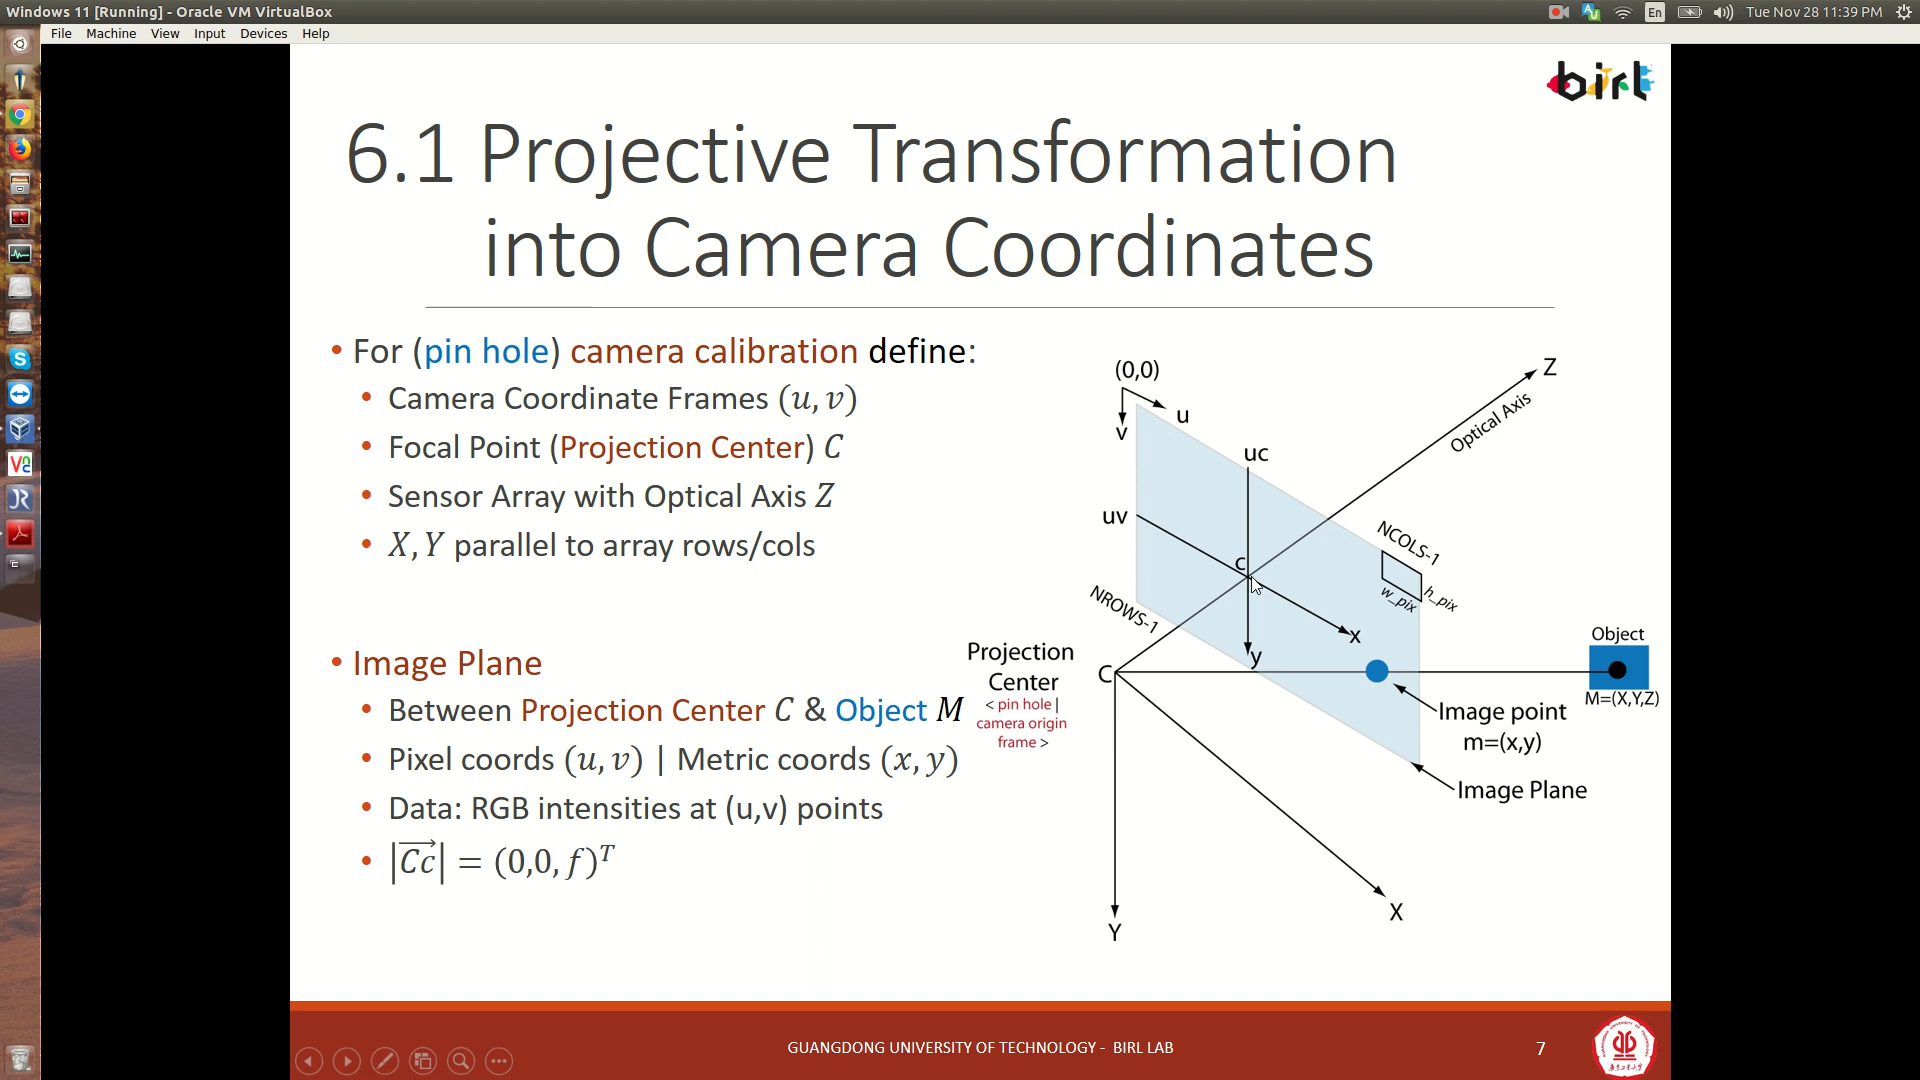 Windows 11 [Running] - Oracle VM VirtualBox
En
Tue Nov 28 11:39 PM
File Machine View Input Devices Help
birl
6.1 Projective Transformation
into Camera Coordinates
• For (pin hole) camera calibration define:
• Camera Coordinate Frames (u, v)
• Focal Point (Projection Center) C
• Sensor Array with Optical Axis Z
• X, Y parallel to array rows/cols
• Image Plane
• Between Projection Center C & Object M
• Pixel coords (u, v) | Metric coords (x, y)
• Data: RGB intensities at (u,v) points
• |C⃗c| = (0,0, f)ᵀ
(0,0)
u
v
Z
Optical Axis
uc
uv
c
NCOLS-1
w_pix
h_pix
NROWS-1
x
y
Projection
Center
< pin hole |
camera origin
frame >
C
Object
M=(X,Y,Z)
Image point
m=(x,y)
Image Plane
X
Y
GUANGDONG UNIVERSITY OF TECHNOLOGY - BIRL LAB
7